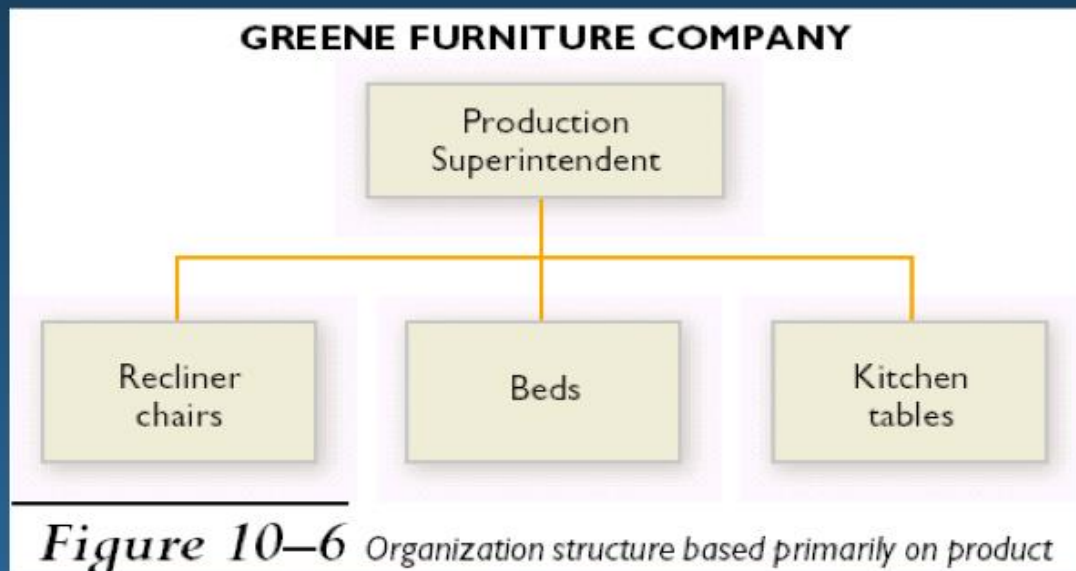 GREENE FURNITURE COMPANY
Production
Superintendent
Recliner
chairs
Beds
Kitchen
tables
Figure 10–6 Organization structure based primarily on product